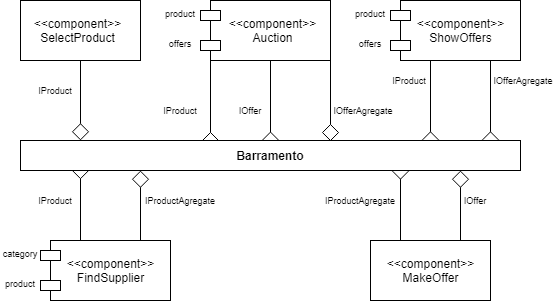 <<component>>
SelectProduct
product
offers
<<component>>
Auction
product
offers
<<component>>
ShowOffers
IProduct
IProduct
IOffer
IOfferAgregate
IProduct
IOfferAgregate
Barramento
IProduct
IProductAgregate
IProductAgregate
IOffer
category
product
<<component>>
FindSupplier
<<component>>
MakeOffer